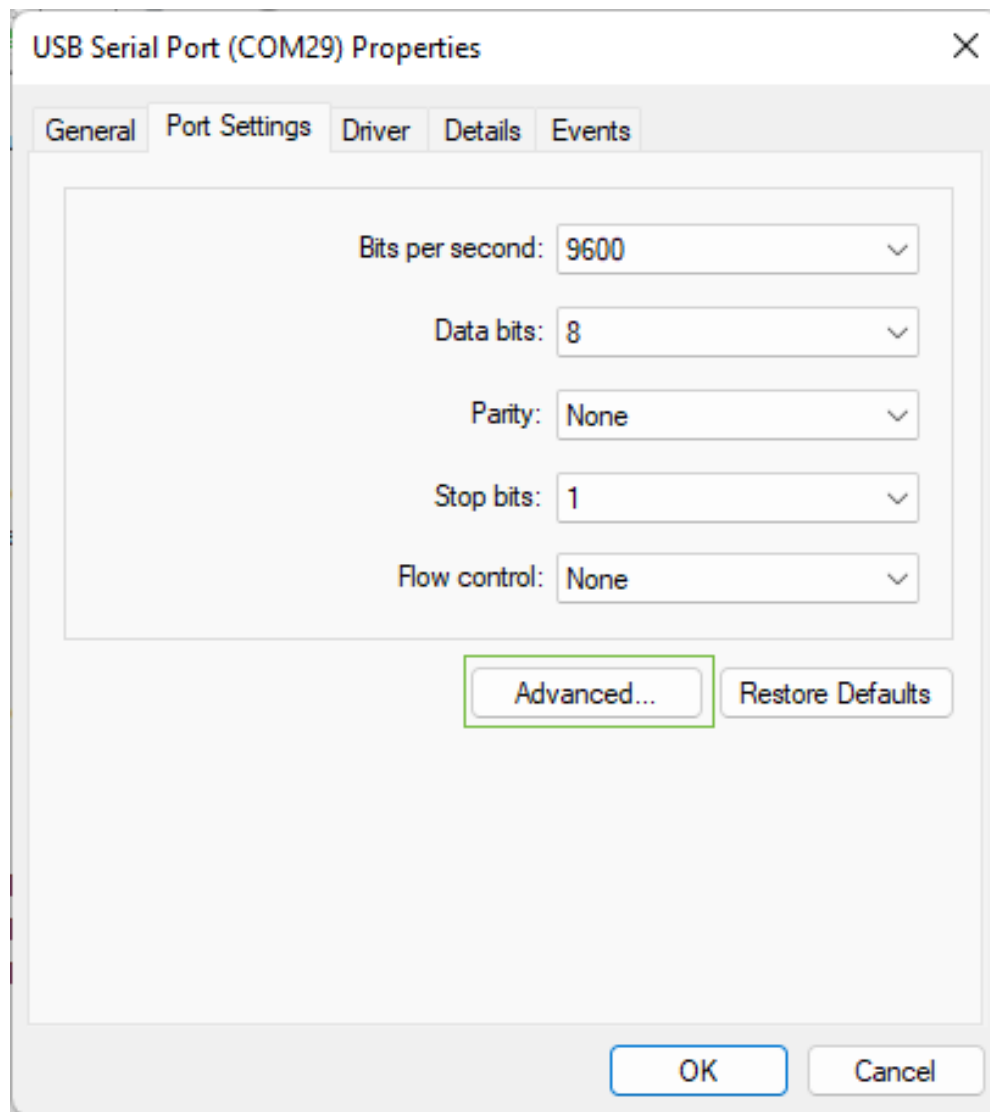 USB Serial Port (COM29) Properties
General Port Settings Driver Details Events
Bits per second: 9600
Data bits: 8
Parity: None
Stop bits: 1
Flow control: None
Advanced... Restore Defaults
OK Cancel